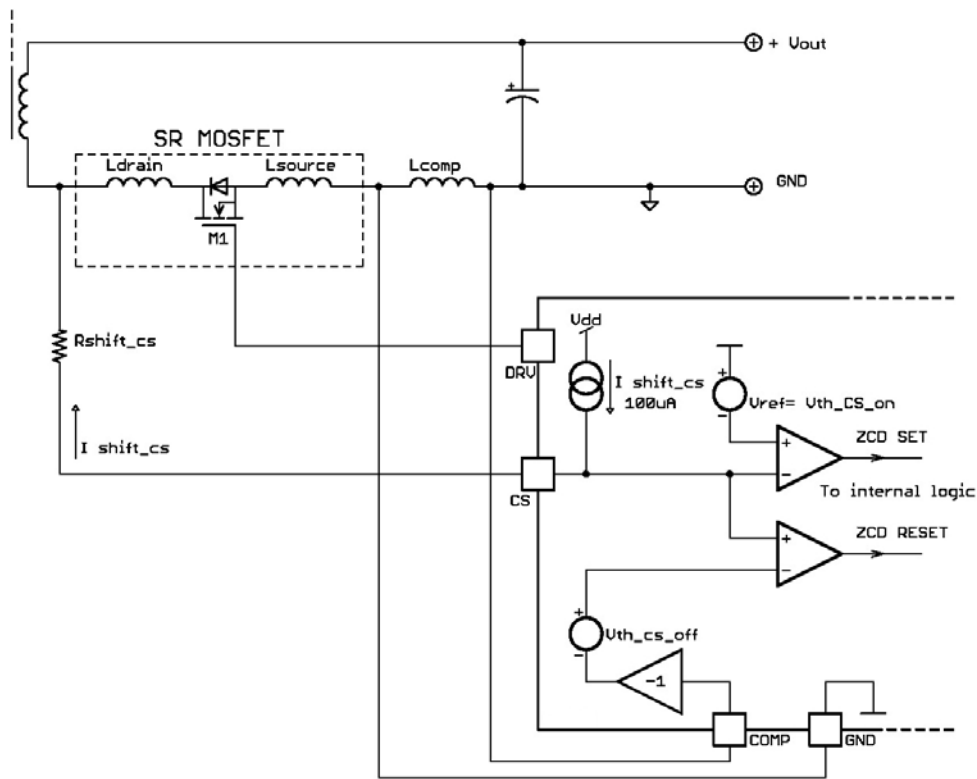 + Vout
+
SR MOSFET
Ldrain
Lsource
Lcomp
GND
M1
Rshift_cs
Vdd
DRV
I shift_cs
100uA
+
-
Vref= Vth_CS_on
I shift_cs
+
-
ZCD SET
CS
To internal logic
+
-
ZCD RESET
+
-
Vth_cs_off
-1
COMP
GND